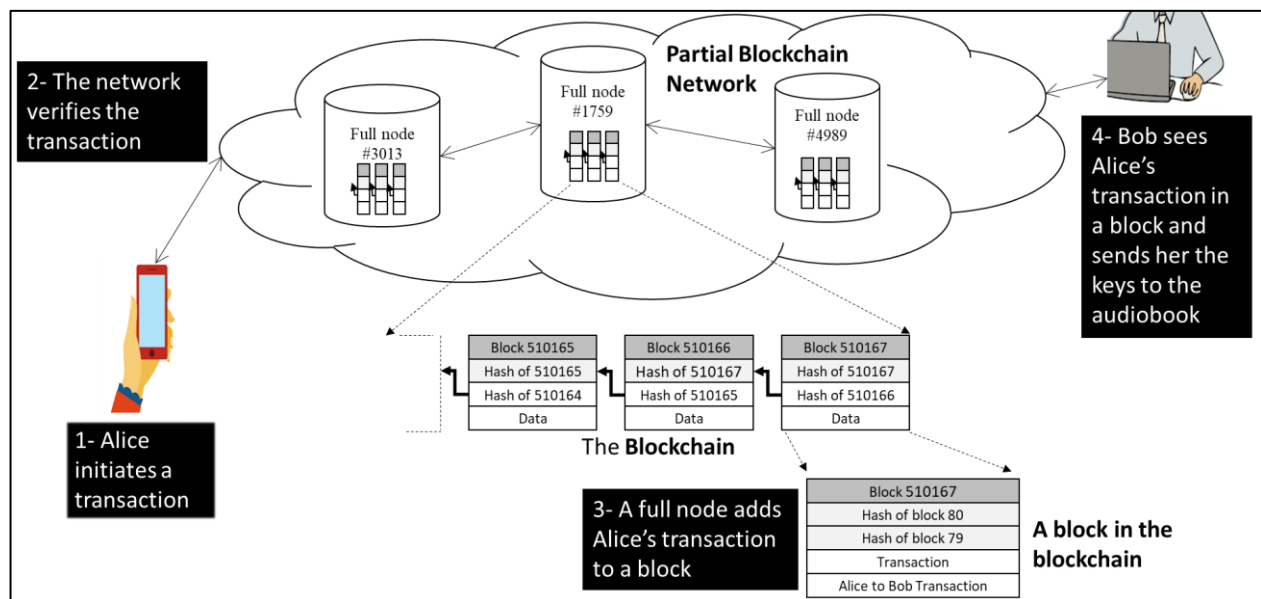 Partial Blockchain
Network
2- The network
verifies the
transaction
Full node
#3013
Full node
#1759
Full node
#4989
4- Bob sees
Alice's
transaction in
a block and
sends her the
keys to the
audiobook
1- Alice
initiates a
transaction
Block 510165
Hash of 510165
Hash of 510164
Data
Block 510166
Hash of 510167
Hash of 510165
Data
Block 510167
Hash of 510167
Hash of 510166
Data
The Blockchain
3- A full node adds
Alice's transaction
to a block
Block 510167
Hash of block 80
Hash of block 79
Transaction
Alice to Bob Transaction
A block in the
blockchain